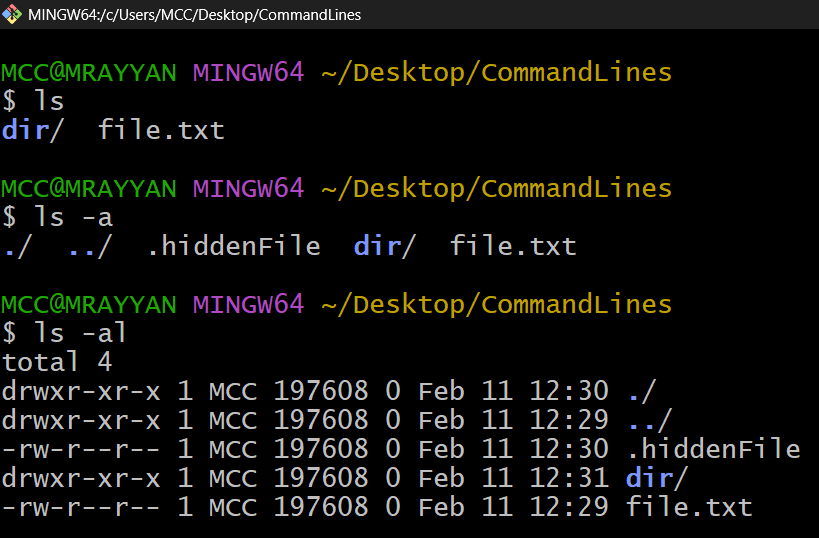 MINGW64:/c/Users/MCC/Desktop/CommandLines
MCC@MRAYYAN MINGW64 ~/Desktop/CommandLines
$ ls
dir/  file.txt
MCC@MRAYYAN MINGW64 ~/Desktop/CommandLines
$ ls -a
./  ../  .hiddenFile  dir/  file.txt
MCC@MRAYYAN MINGW64 ~/Desktop/CommandLines
$ ls -al
total 4
drwxr-xr-x 1 MCC 197608 0 Feb 11 12:30 ./
drwxr-xr-x 1 MCC 197608 0 Feb 11 12:29 ../
-rw-r--r-- 1 MCC 197608 0 Feb 11 12:30 .hiddenFile
drwxr-xr-x 1 MCC 197608 0 Feb 11 12:31 dir/
-rw-r--r-- 1 MCC 197608 0 Feb 11 12:29 file.txt